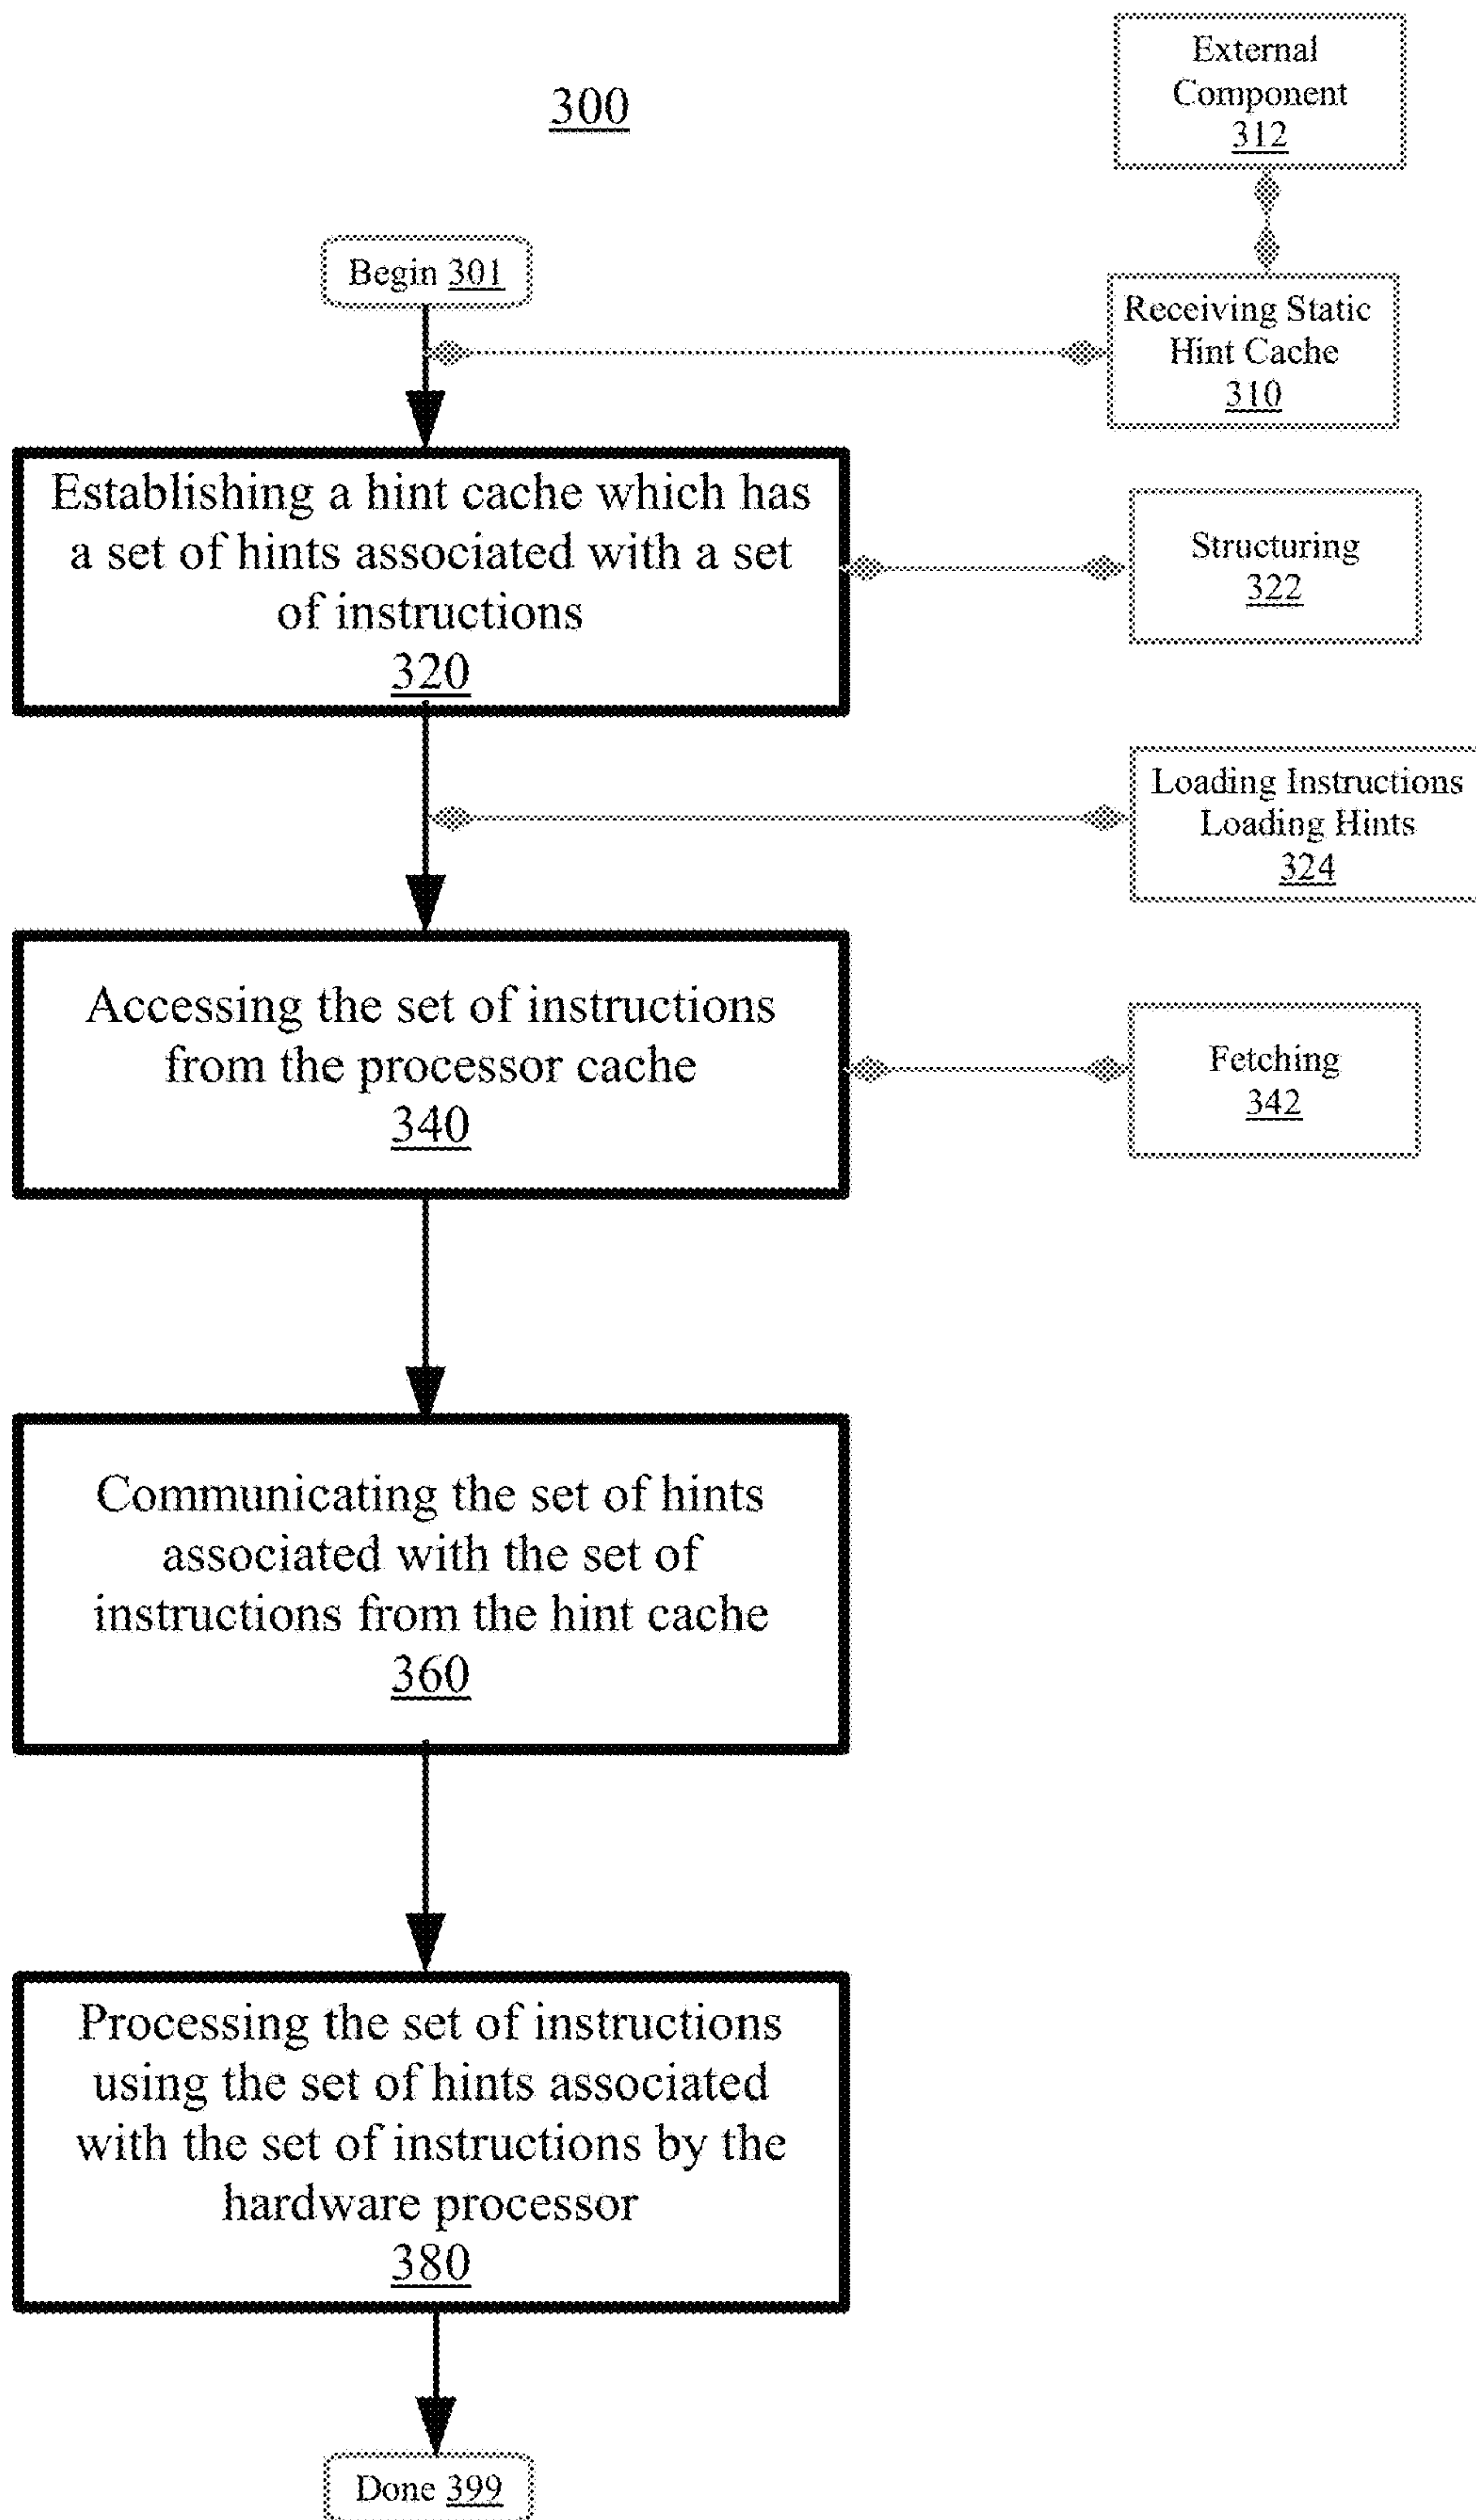 300
External
Component
312
Begin 301
Receiving Static
Hint Cache
310
Establishing a hint cache which has
a set of hints associated with a set
of instructions
320
Structuring
322
Loading Instructions
Loading Hints
324
Accessing the set of instructions
from the processor cache
340
Fetching
342
Communicating the set of hints
associated with the set of
instructions from the hint cache
360
Processing the set of instructions
using the set of hints associated
with the set of instructions by the
hardware processor
380
Done 399